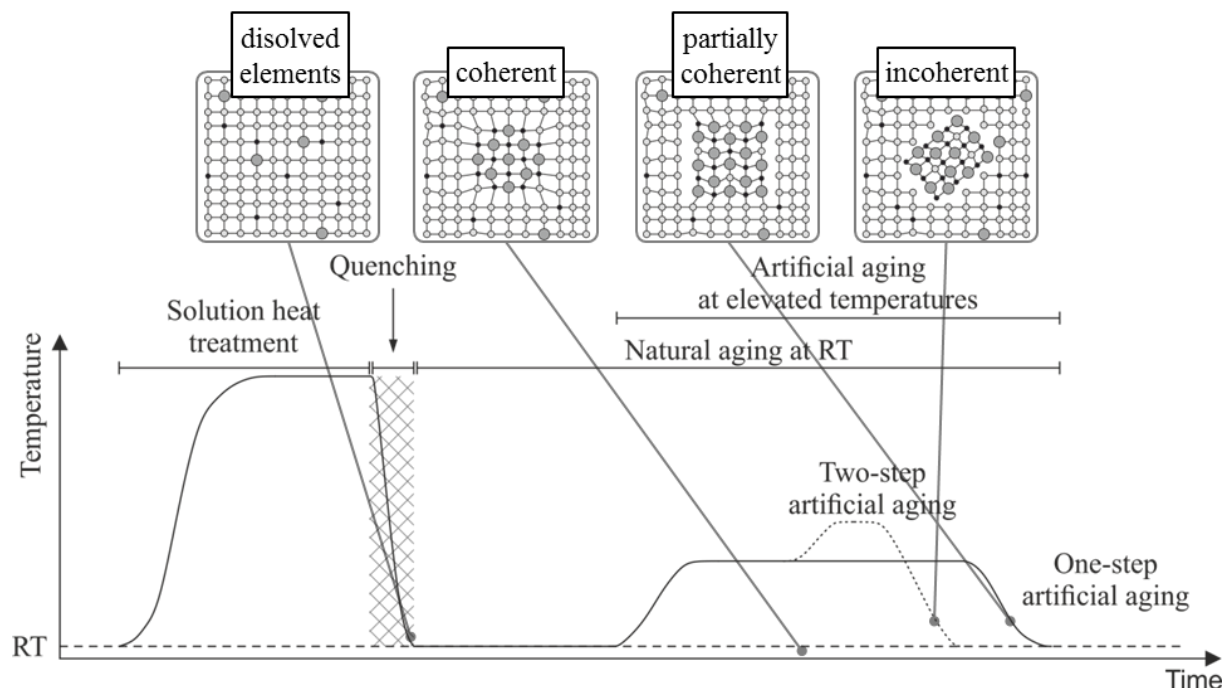 disolved
elements
coherent
partially
coherent
incoherent
Quenching
Artificial aging
at elevated temperatures
Solution heat
treatment
Natural aging at RT
Temperature
Two-step
artificial aging
One-step
artificial aging
RT
Time